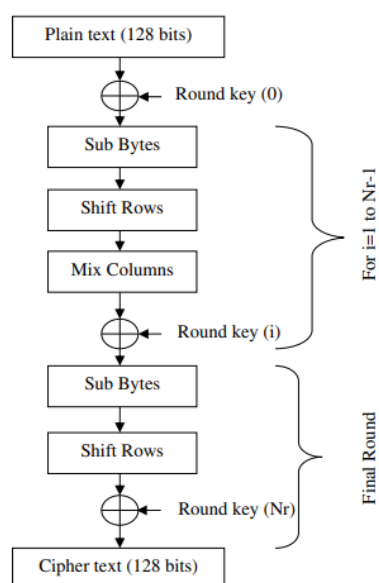 Plain text (128 bits)
Round key (0)
Sub Bytes
Shift Rows
Mix Columns
For i=1 to Nr-1
Round key (i)
Sub Bytes
Shift Rows
Final Round
Round key (Nr)
Cipher text (128 bits)